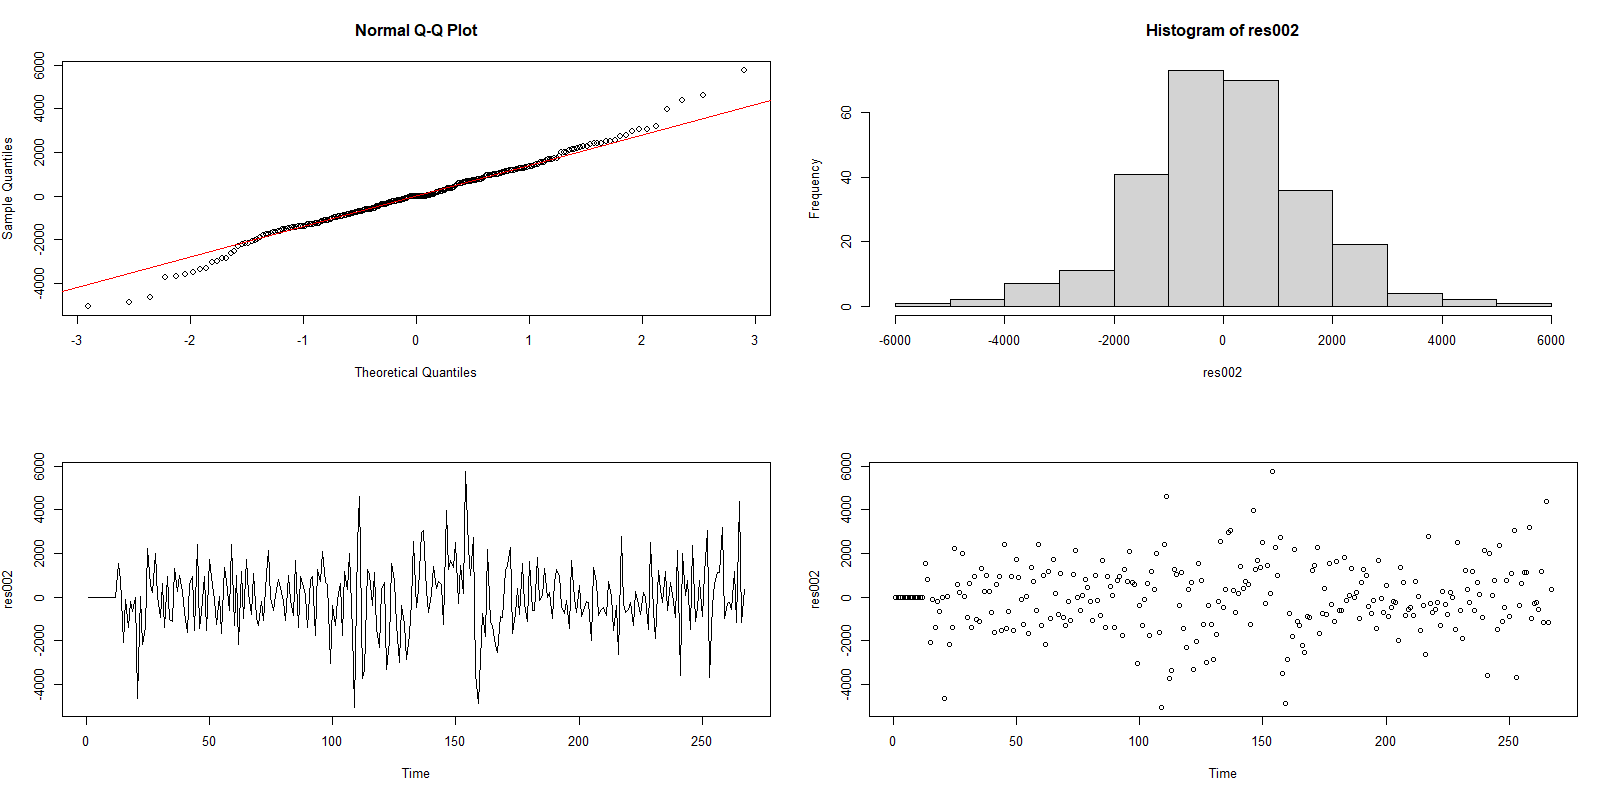 Normal Q-Q Plot
Sample Quantiles
-4000 -2000 0 2000 4000 6000
-3 -2 -1 0 1 2 3
Theoretical Quantiles
Histogram of res002
Frequency
0 20 40 60
-6000 -4000 -2000 0 2000 4000 6000
res002
res002
-4000 -2000 0 2000 4000 6000
0 50 100 150 200 250
Time
res002
-4000 -2000 0 2000 4000 6000
0 50 100 150 200 250
Time